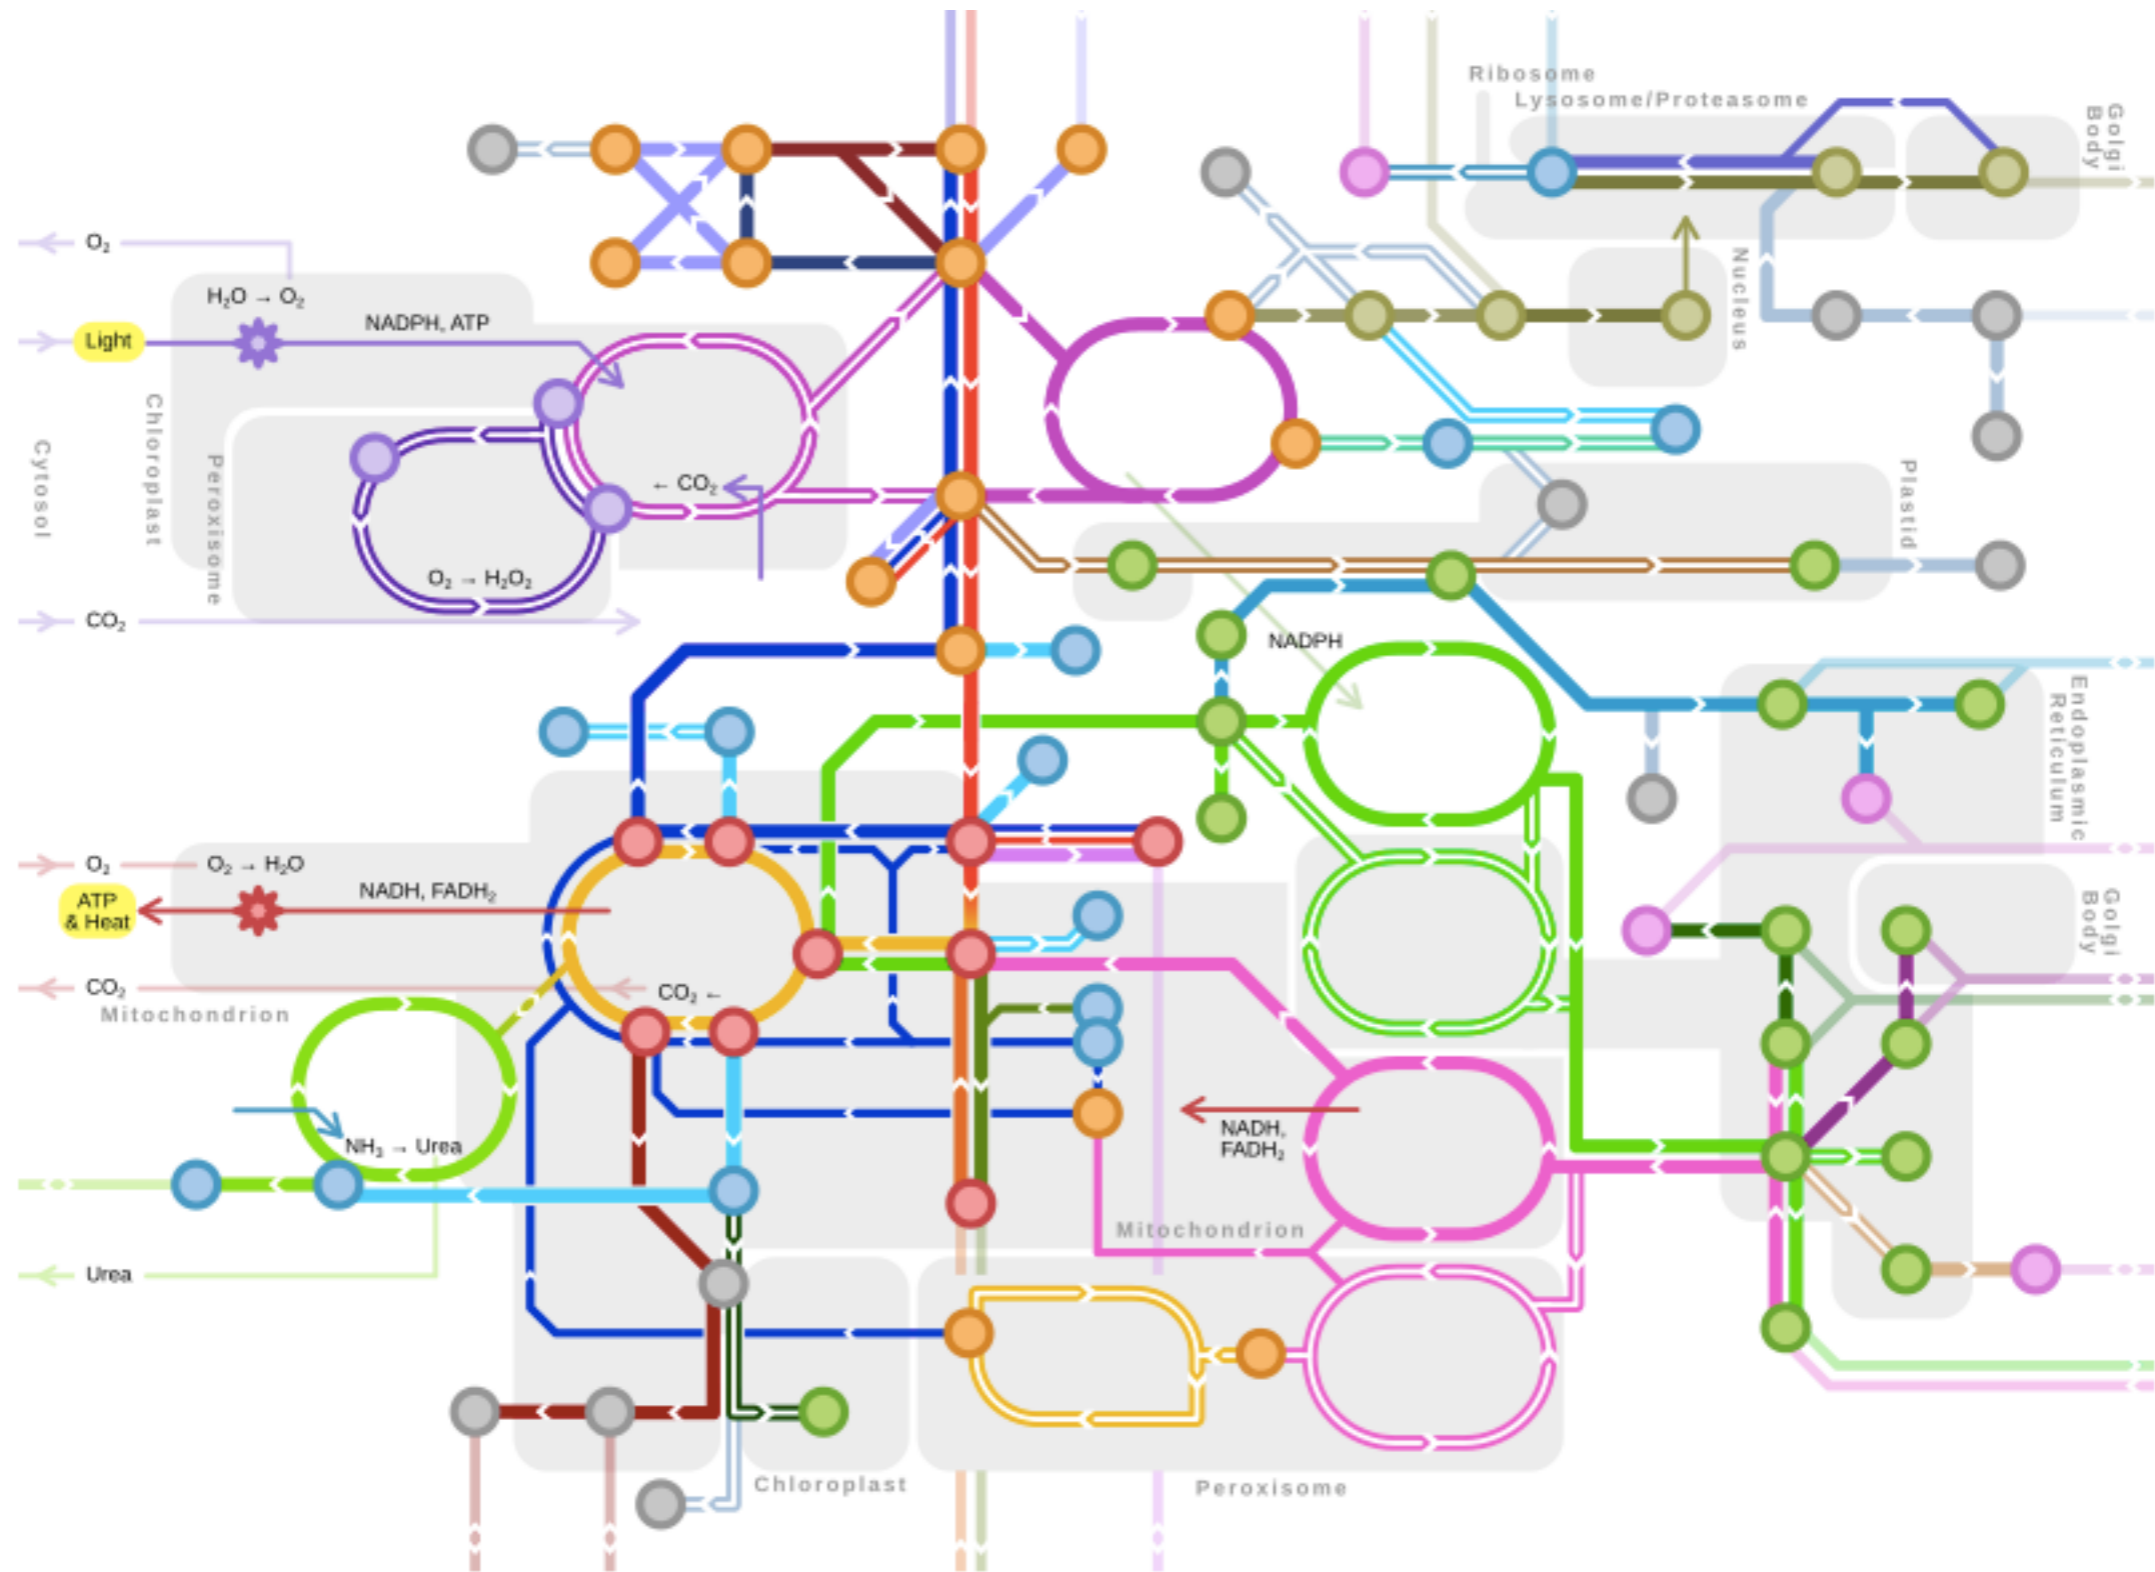 Ribosome
Lysosome/Proteasome
Golgi
Body
O₂
H₂O → O₂
NADPH, ATP
Light
Nucleus
Chloroplast
Cytosol
Peroxisome
← CO₂
Plastid
O₂ → H₂O₂
CO₂
NADPH
Endoplasmic
Reticulum
O₂
O₂ → H₂O
NADH, FADH₂
ATP
& Heat
Golgi
Body
CO₂
CO₂ ←
Mitochondrion
NADH,
FADH₂
NH₃ → Urea
Mitochondrion
Urea
Chloroplast
Peroxisome